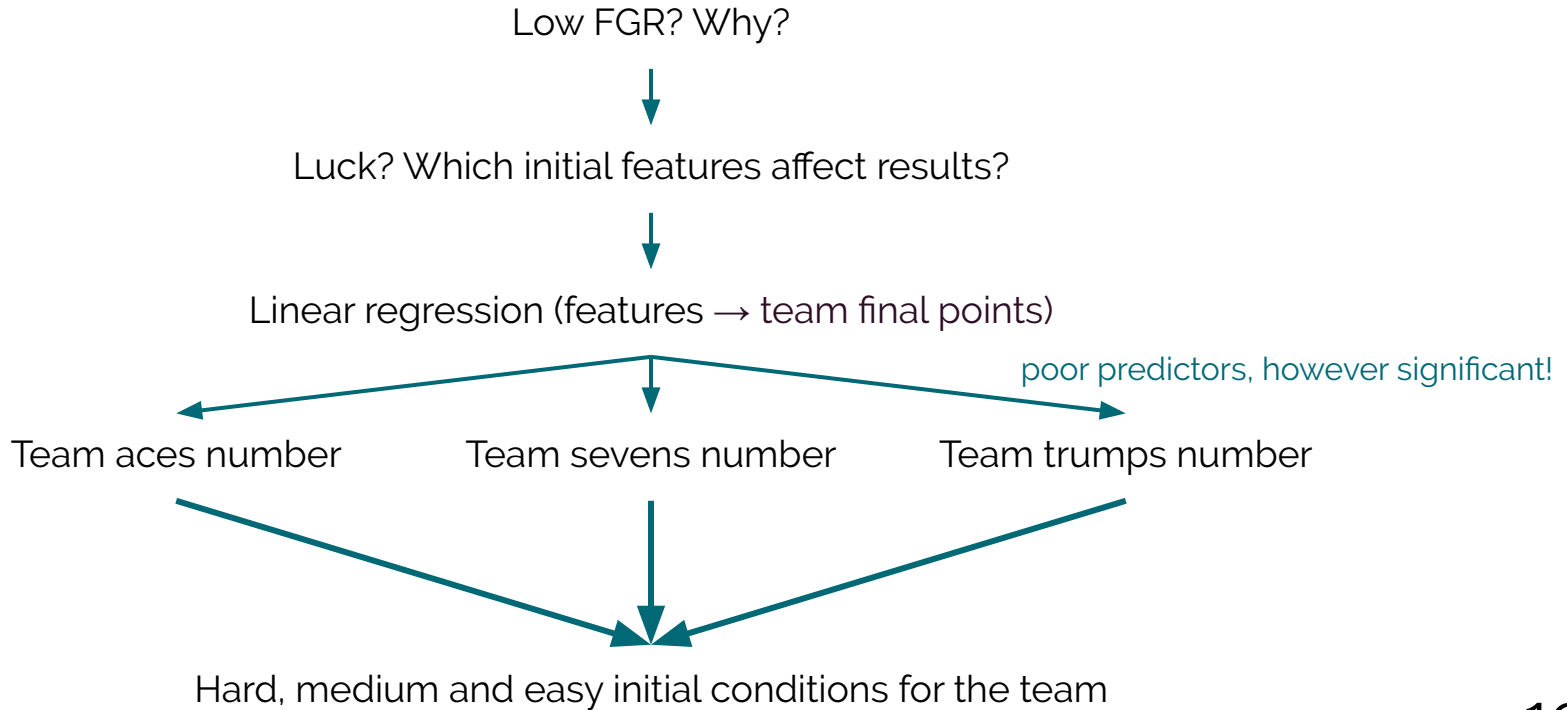 Low FGR? Why?
Luck? Which initial features affect results?
Linear regression (features → team final points)
poor predictors, however significant!
Team aces number
Team sevens number
Team trumps number
Hard, medium and easy initial conditions for the team